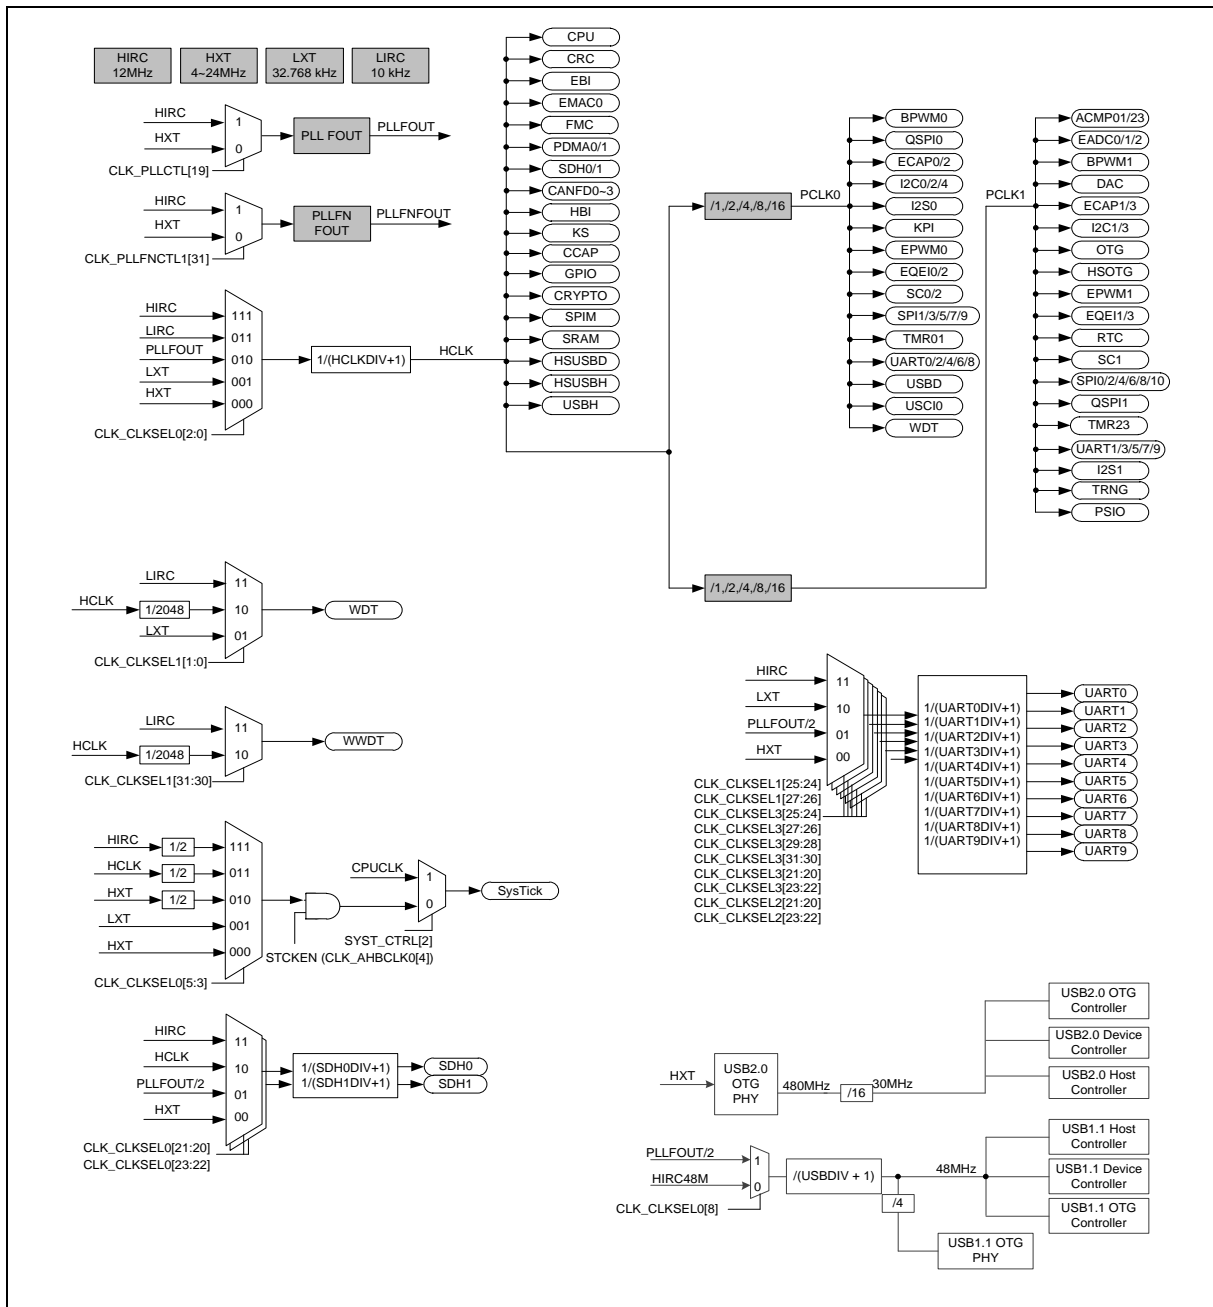 HIRC
12MHz
HXT
4~24MHz
LXT
32.768 kHz
LIRC
10 kHz
HIRC
HXT
1
0
CLK_PLLCTL[19]
PLL FOUT
PLLFOUT
HIRC
HXT
1
0
CLK_PLLFNCTL1[31]
PLLFN
FOUT
PLLFNFOUT
HIRC
LIRC
PLLFOUT
LXT
HXT
111
011
010
001
000
CLK_CLKSEL0[2:0]
1/(HCLKDIV+1)
HCLK
CPU
CRC
EBI
EMAC0
FMC
PDMA0/1
SDH0/1
CANFD0~3
HBI
KS
CCAP
GPIO
CRYPTO
SPIM
SRAM
HSUSBD
HSUSBH
USBH
/1,/2,/4,/8,/16
PCLK0
BPWM0
QSPI0
ECAP0/2
I2C0/2/4
I2S0
KPI
EPWM0
EQEI0/2
SC0/2
SPI1/3/5/7/9
TMR01
UART0/2/4/6/8
USBD
USCI0
WDT
PCLK1
ACMP01/23
EADC0/1/2
BPWM1
DAC
ECAP1/3
I2C1/3
OTG
HSOTG
EPWM1
EQEI1/3
RTC
SC1
SPI0/2/4/6/8/10
QSPI1
TMR23
UART1/3/5/7/9
I2S1
TRNG
PSIO
/1,/2,/4,/8,/16
LIRC
HCLK
1/2048
LXT
11
10
01
CLK_CLKSEL1[1:0]
WDT
LIRC
HCLK
1/2048
11
10
CLK_CLKSEL1[31:30]
WWDT
HIRC
1/2
HCLK
1/2
HXT
1/2
LXT
HXT
111
011
010
001
000
CLK_CLKSEL0[5:3]
STCKEN (CLK_AHBCLK0[4])
CPUCLK
1
0
SYST_CTRL[2]
SysTick
HIRC
HCLK
PLLFOUT/2
HXT
11
10
01
00
CLK_CLKSEL0[21:20]
CLK_CLKSEL0[23:22]
1/(SDH0DIV+1)
1/(SDH1DIV+1)
SDH0
SDH1
HIRC
LXT
PLLFOUT/2
HXT
11
10
01
00
CLK_CLKSEL1[25:24]
CLK_CLKSEL1[27:26]
CLK_CLKSEL3[25:24]
CLK_CLKSEL3[27:26]
CLK_CLKSEL3[29:28]
CLK_CLKSEL3[31:30]
CLK_CLKSEL3[21:20]
CLK_CLKSEL3[23:22]
CLK_CLKSEL2[21:20]
CLK_CLKSEL2[23:22]
1/(UART0DIV+1)
1/(UART1DIV+1)
1/(UART2DIV+1)
1/(UART3DIV+1)
1/(UART4DIV+1)
1/(UART5DIV+1)
1/(UART6DIV+1)
1/(UART7DIV+1)
1/(UART8DIV+1)
1/(UART9DIV+1)
UART0
UART1
UART2
UART3
UART4
UART5
UART6
UART7
UART8
UART9
HXT
USB2.0
OTG
PHY
480MHz
/16
30MHz
USB2.0 OTG
Controller
USB2.0 Device
Controller
USB2.0 Host
Controller
PLLFOUT/2
HIRC48M
1
0
CLK_CLKSEL0[8]
/(USBDIV + 1)
/4
48MHz
USB1.1 Host
Controller
USB1.1 Device
Controller
USB1.1 OTG
Controller
USB1.1 OTG
PHY